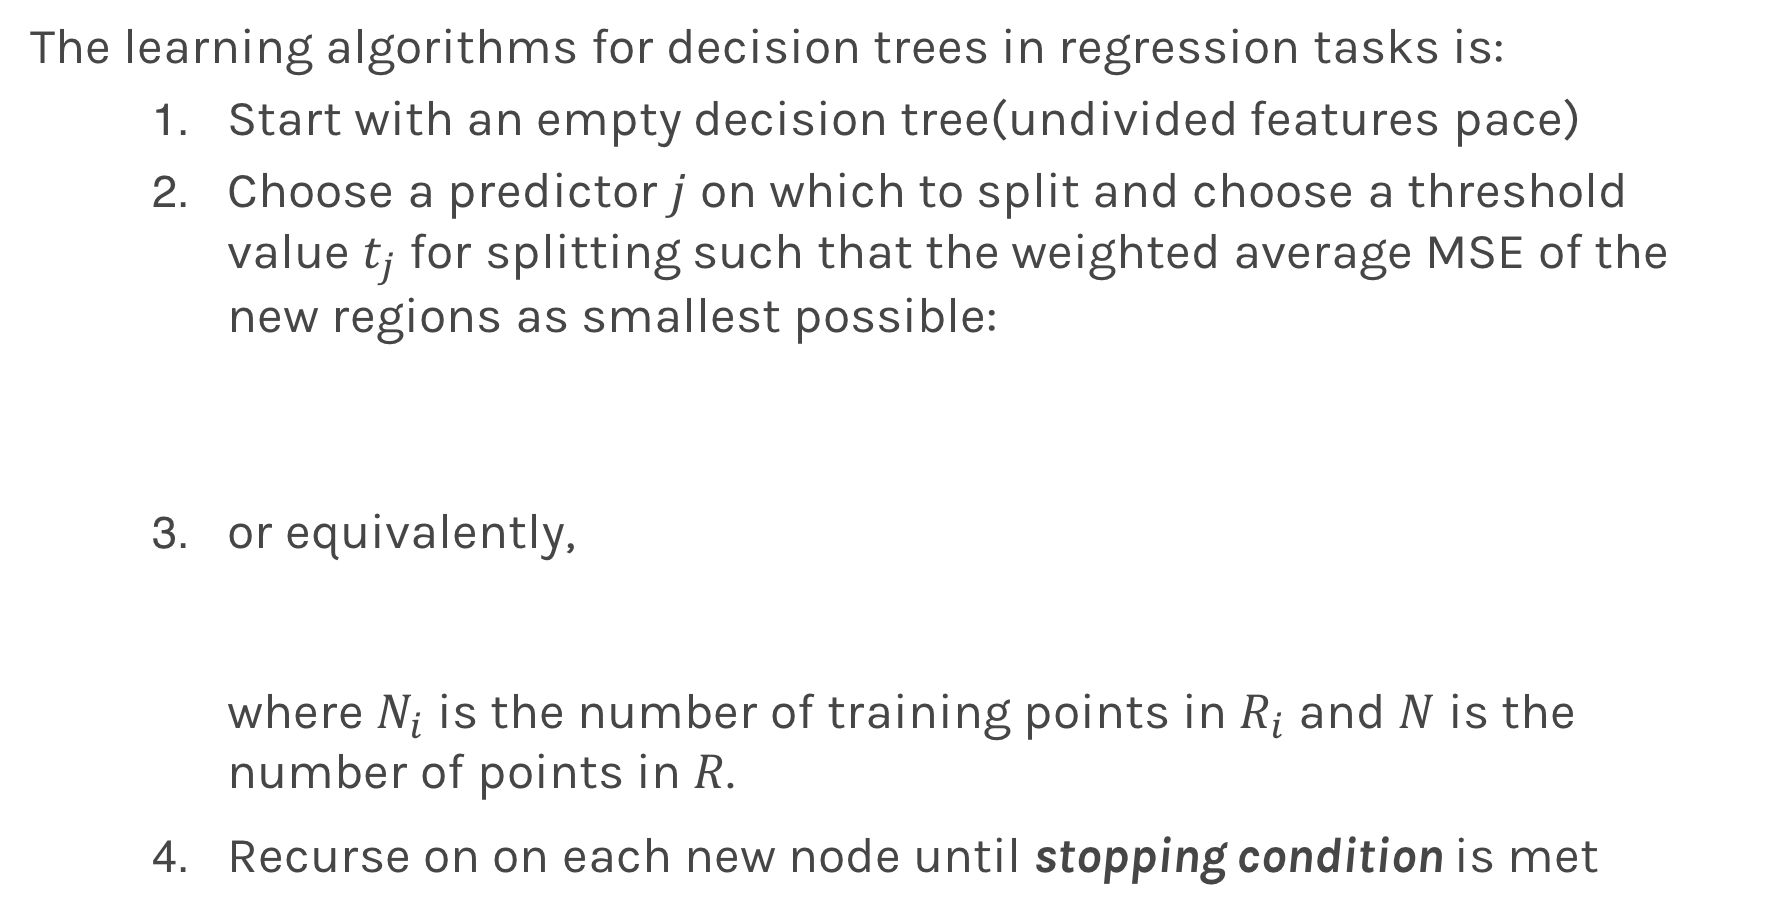 The learning algorithms for decision trees in regression tasks is:
1. Start with an empty decision tree(undivided features pace)
2. Choose a predictor j on which to split and choose a threshold
value tⱼ for splitting such that the weighted average MSE of the
new regions as smallest possible:
3. or equivalently,
where Nᵢ is the number of training points in Rᵢ and N is the
number of points in R.
4. Recurse on on each new node until stopping condition is met